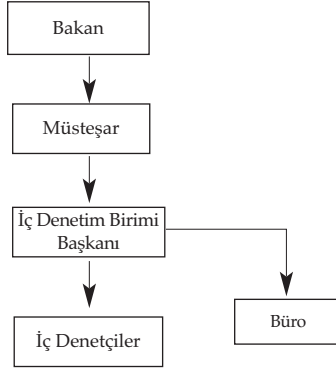 Bakan
Müsteşar
İç Denetim Birimi
Başkanı
Büro
İç Denetçiler